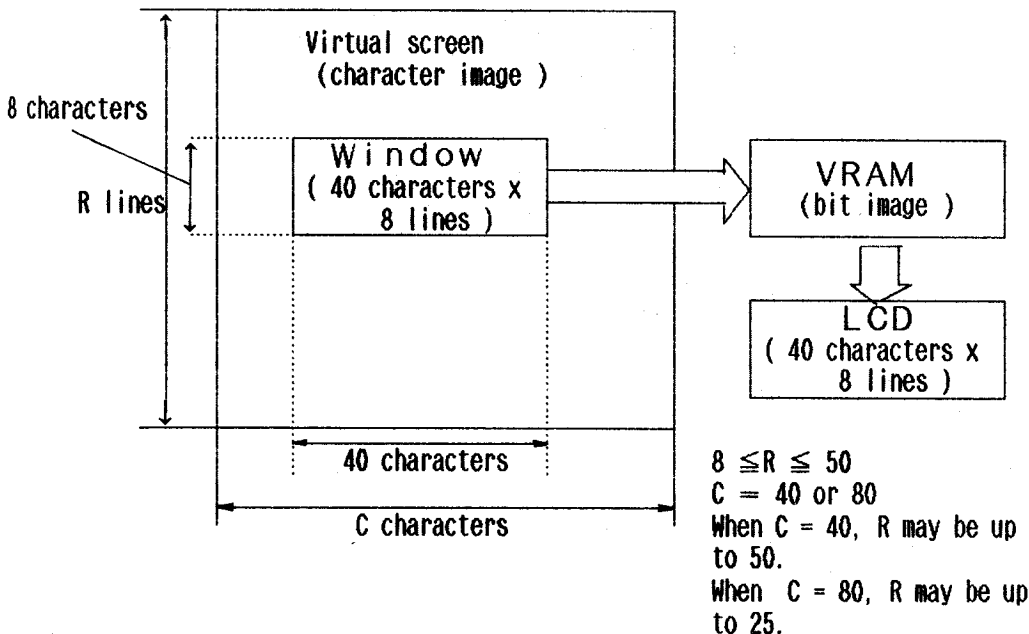 Virtual screen
(character image )
8 characters
R lines
Window
( 40 characters x
8 lines )
VRAM
(bit image )
LCD
( 40 characters x
8 lines )
40 characters
C characters
8 ≦R ≦ 50
C = 40 or 80
When C = 40, R may be up
to 50.
When C = 80, R may be up
to 25.